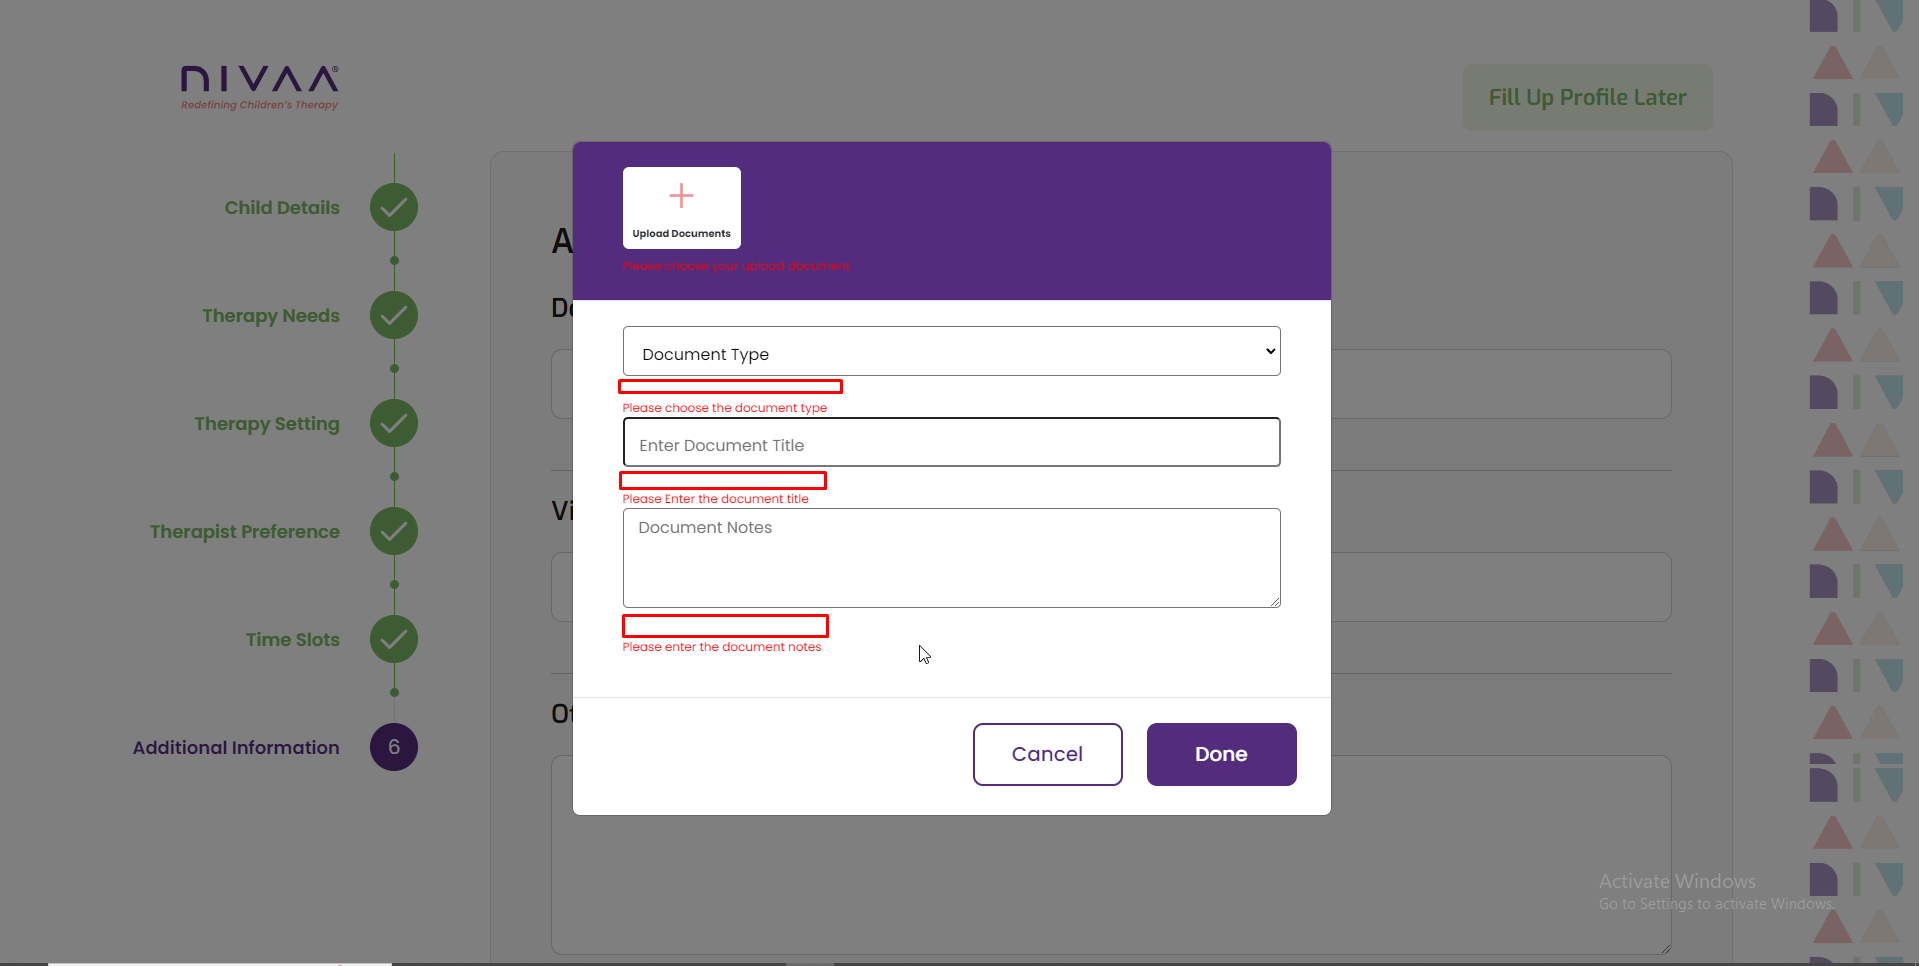 NIVAA®
Redefining Children's Therapy
Fill Up Profile Later
Child Details
Therapy Needs
Therapy Setting
Therapist Preference
Time Slots
Additional Information
6
A
Do
Vi
Ot
Upload Documents
Please choose your upload document
Document Type
Please choose the document type
Enter Document Title
Please Enter the document title
Document Notes
Please enter the document notes
Cancel
Done
Activate Windows
Go to Settings to activate Windows.